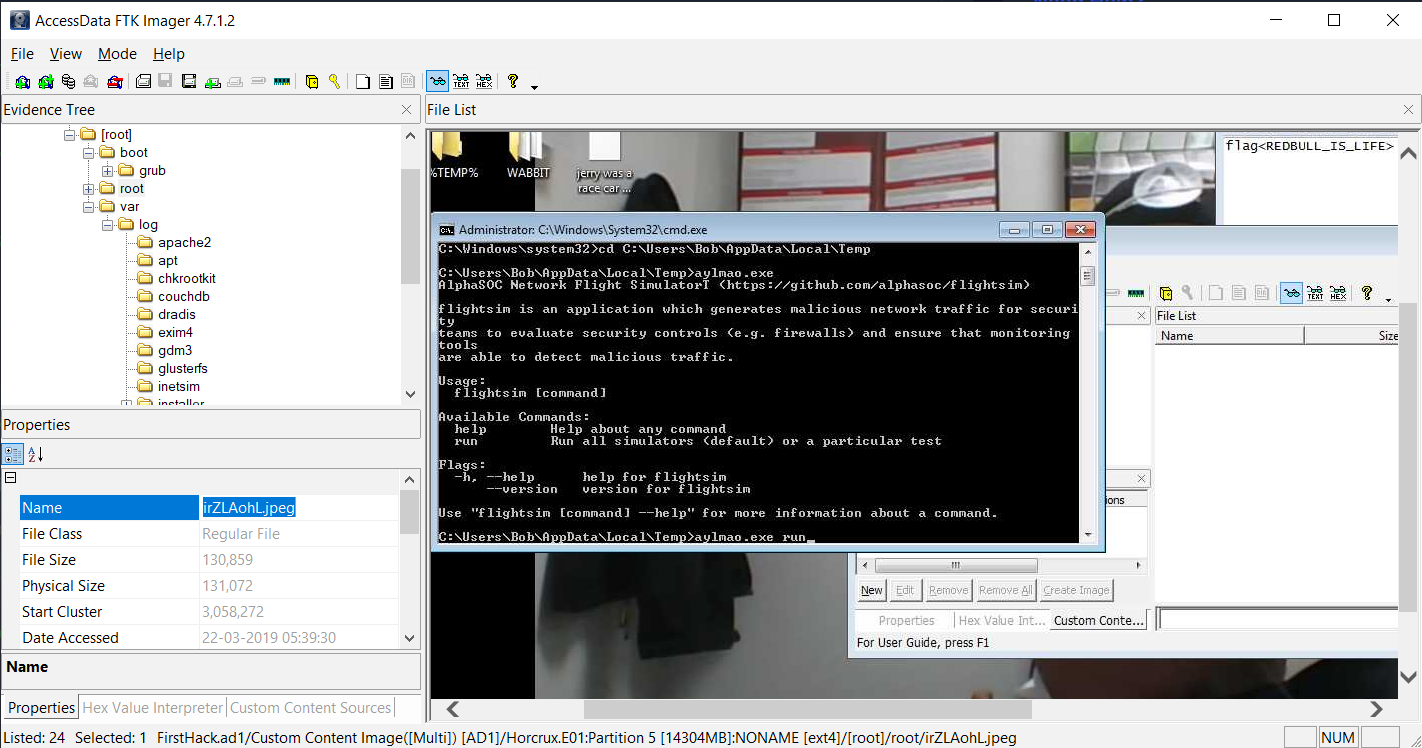 AccessData FTK Imager 4.7.1.2
File View Mode Help
Evidence Tree
[root]
boot
grub
root
var
log
apache2
apt
chkrootkit
couchdb
dradis
exim4
gdm3
glusterfs
inetsim
installer
Properties
Name irZLAohL.jpeg
File Class Regular File
File Size 130,859
Physical Size 131,072
Start Cluster 3,058,272
Date Accessed 22-03-2019 05:39:30
Name
Properties Hex Value Interpreter Custom Content Sources
File List
%TEMP%
WABBIT
jerry was a
race car ...
flag<REDBULL_IS_LIFE>
Administrator: C:\Windows\System32\cmd.exe
C:\Windows\system32>cd C:\Users\Bob\AppData\Local\Temp
C:\Users\Bob\AppData\Local\Temp>aylmao.exe
AlphaSOC Network Flight SimulatorT (https://github.com/alphasoc/flightsim)
flightsim is an application which generates malicious network traffic for securi
ty
teams to evaluate security controls (e.g. firewalls) and ensure that monitoring
tools
are able to detect malicious traffic.
Usage:
flightsim [command]
Available Commands:
help Help about any command
run Run all simulators (default) or a particular test
Flags:
-h, --help help for flightsim
--version version for flightsim
Use "flightsim [command] --help" for more information about a command.
C:\Users\Bob\AppData\Local\Temp>aylmao.exe run_
File List
Name Size
ions
New Edit Remove Remove All Create Image
Properties Hex Value Int... Custom Conte...
For User Guide, press F1
Listed: 24 Selected: 1 FirstHack.ad1/Custom Content Image([Multi]) [AD1]/Horcrux.E01:Partition 5 [14304MB]:NONAME [ext4]/[root]/root/irZLAohL.jpeg
NUM